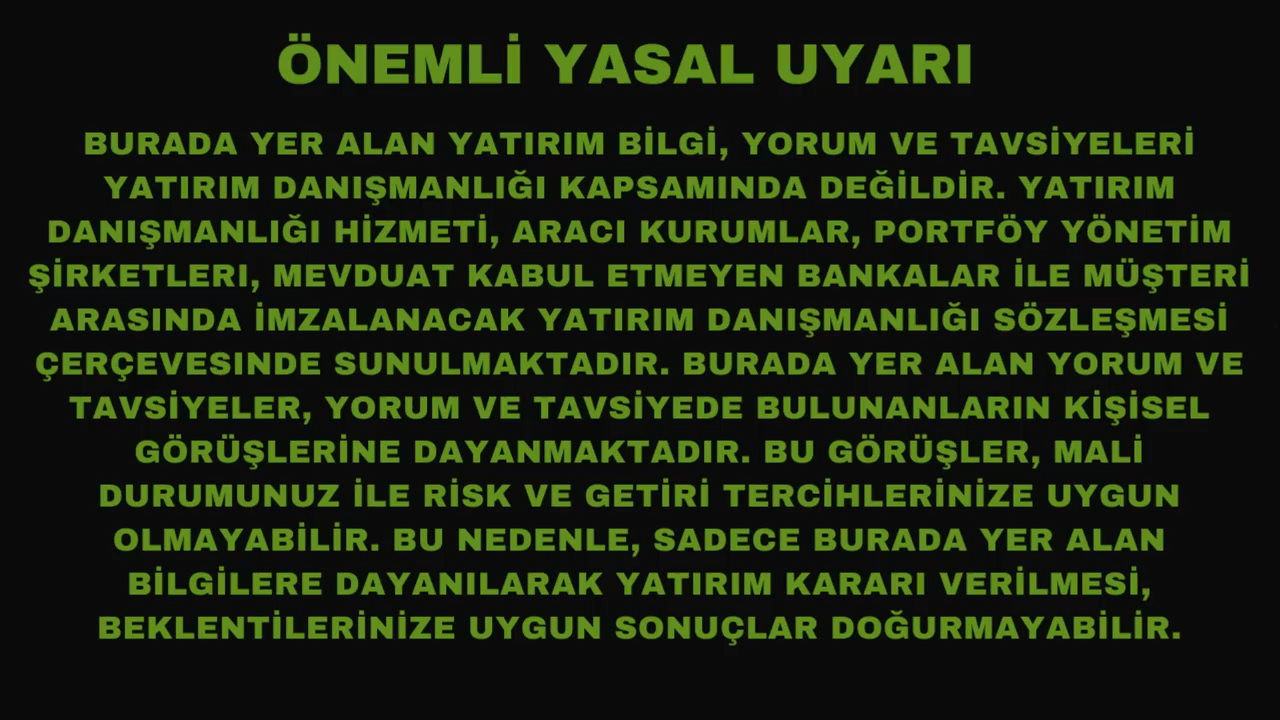 ÖNEMLİ YASAL UYARI
BURADA YER ALAN YATIRIM BİLGİ, YORUM VE TAVSİYELERİ
YATIRIM DANIŞMANLIĞI KAPSAMINDA DEĞİLDİR. YATIRIM
DANIŞMANLIĞI HİZMETİ, ARACI KURUMLAR, PORTFÖY YÖNETİM
ŞİRKETLERI, MEVDUAT KABUL ETMEYEN BANKALAR İLE MÜŞTERİ
ARASINDA İMZALANACAK YATIRIM DANIŞMANLIĞI SÖZLEŞMESİ
ÇERÇEVESINDE SUNULMAKTADIR. BURADA YER ALAN YORUM VE
TAVSİYELER, YORUM VE TAVSİYEDE BULUNANLARIN KİŞİSEL
GÖRÜŞLERİNE DAYANMAKTADIR. BU GÖRÜŞLER, MALİ
DURUMUNUZ İLE RİSK VE GETİRİ TERCİHLERİNİZE UYGUN
OLMAYABİLİR. BU NEDENLE, SADECE BURADA YER ALAN
BİLGİLERE DAYANILARAK YATIRIM KARARI VERİLMESİ,
BEKLENTİLERİNİZE UYGUN SONUÇLAR DOĞURMAYABİLİR.